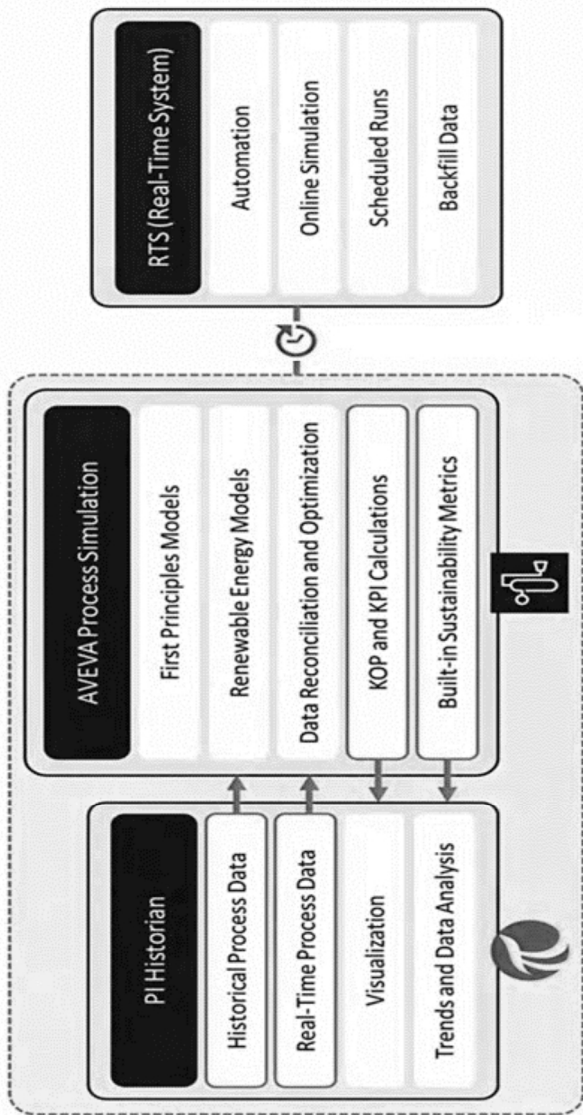 PI Historian
Historical Process Data
Real-Time Process Data
Visualization
Trends and Data Analysis
AVEVA Process Simulation
First Principles Models
Renewable Energy Models
Data Reconciliation and Optimization
KOP and KPI Calculations
Built-in Sustainability Metrics
RTS (Real-Time System)
Automation
Online Simulation
Scheduled Runs
Backfill Data